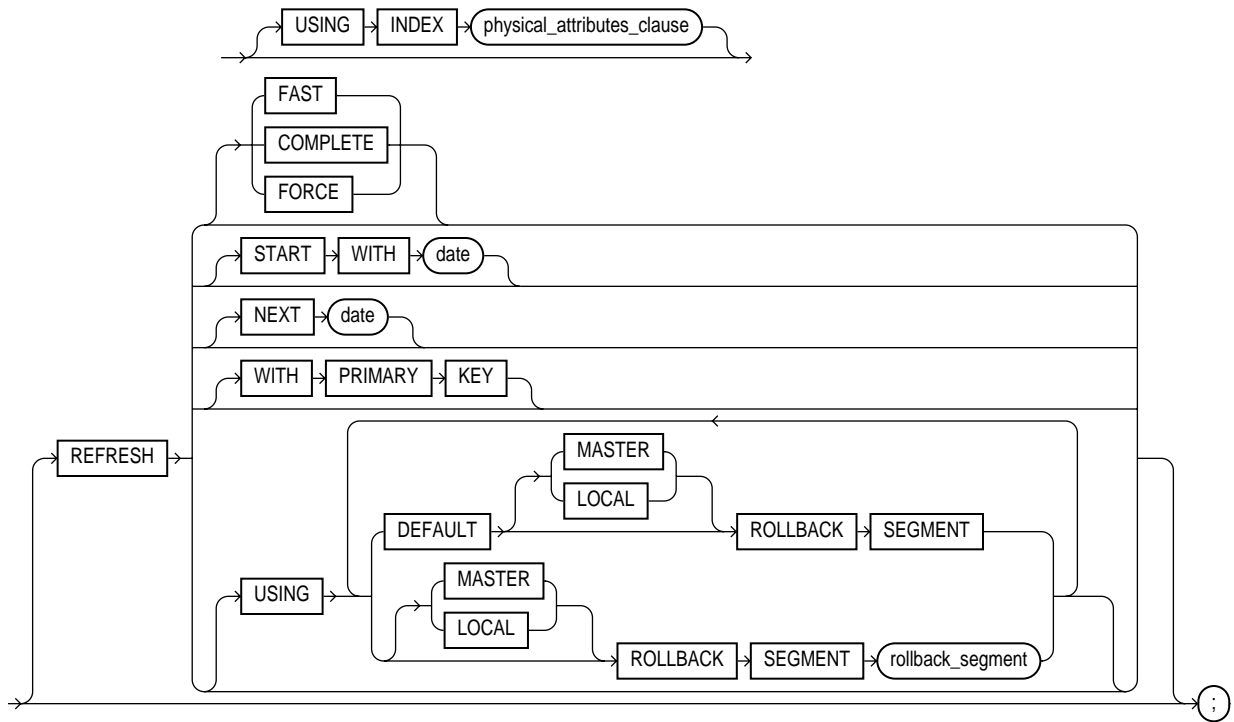 USING INDEX physical_attributes_clause
FAST
COMPLETE
FORCE
START WITH date
NEXT date
WITH PRIMARY KEY
REFRESH
MASTER
LOCAL
DEFAULT ROLLBACK SEGMENT
USING
MASTER
LOCAL
ROLLBACK SEGMENT rollback_segment
;